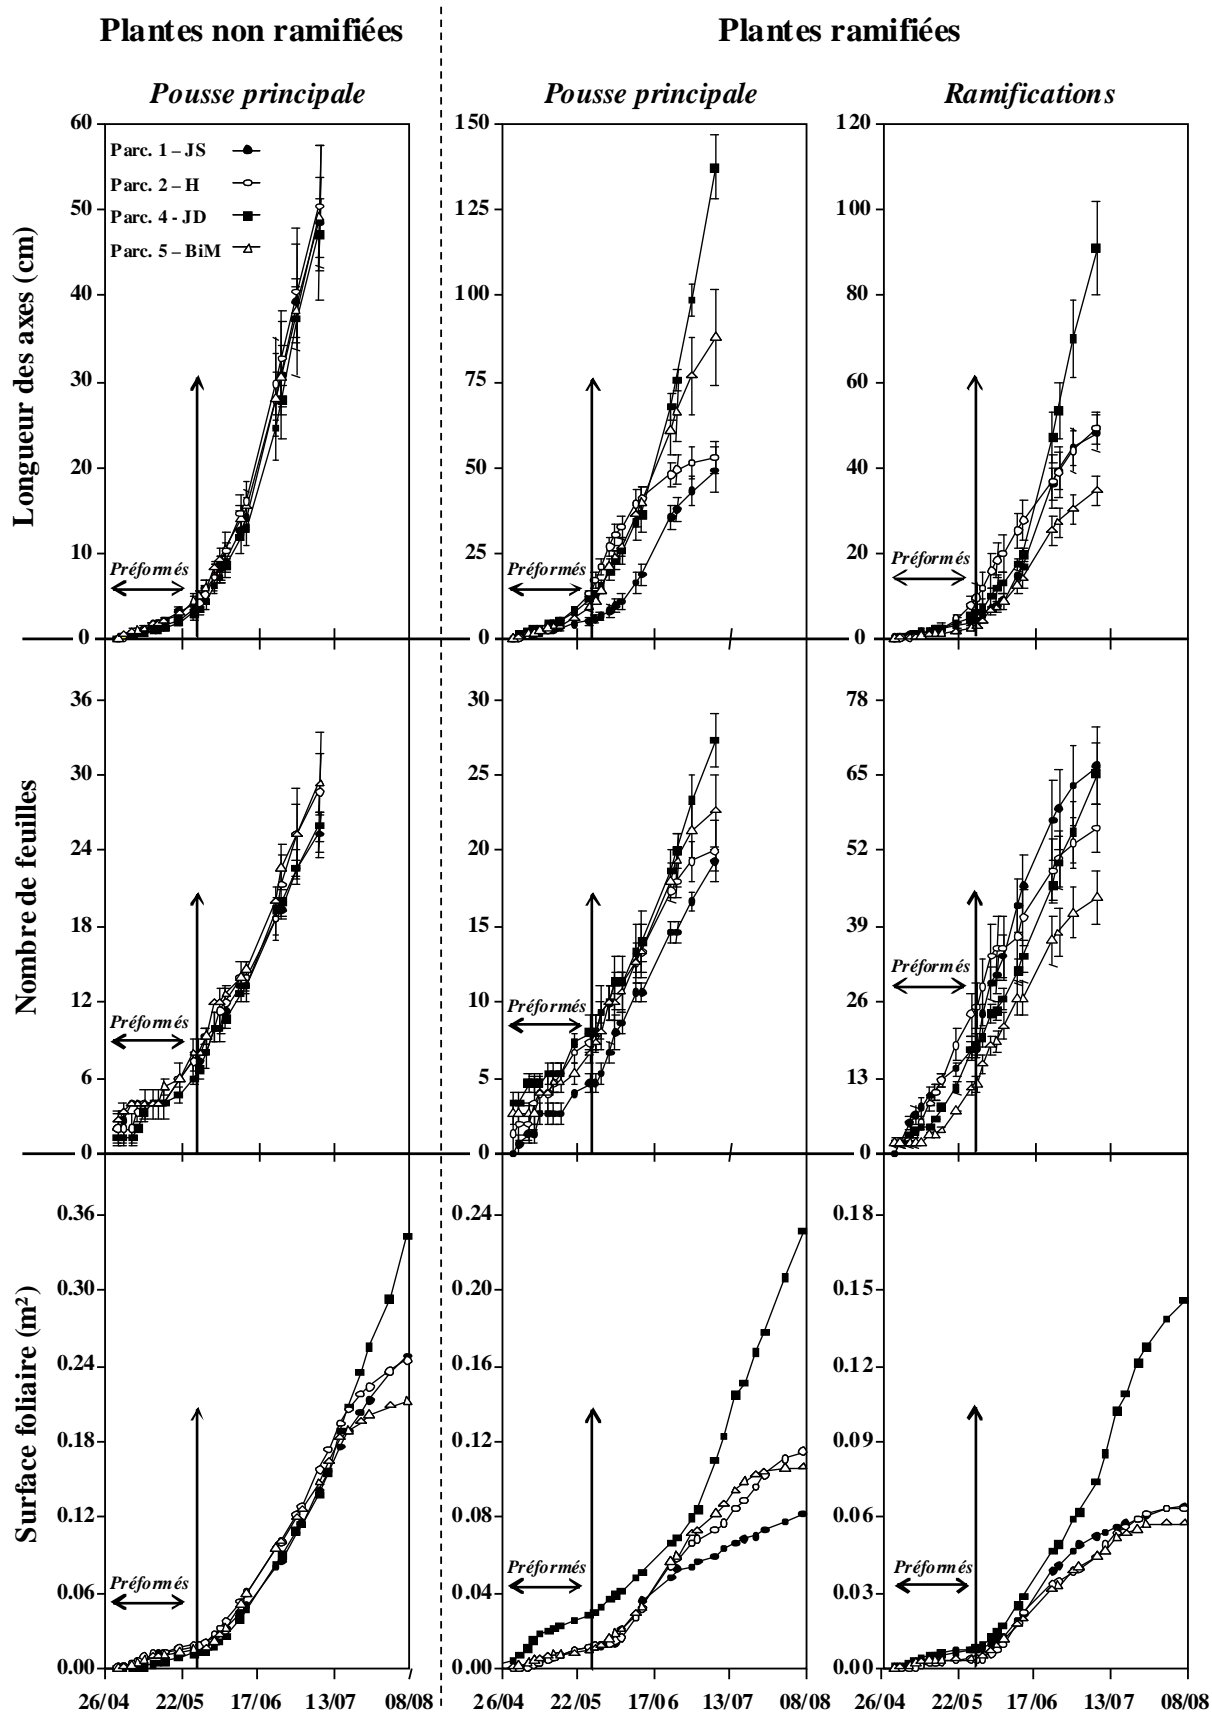 Plantes non ramifiées
Plantes ramifiées
Pousse principale
Pousse principale
Ramifications
Longueur des axes (cm)
60
50
40
30
20
10
0
Parc. 1 – JS
Parc. 2 – H
Parc. 4 - JD
Parc. 5 – BiM
Préformés
150
125
100
75
50
25
0
Préformés
120
100
80
60
40
20
0
Préformés
Nombre de feuilles
36
30
24
18
12
6
0
Préformés
30
25
20
15
10
5
0
Préformés
78
65
52
39
26
13
0
Préformés
Surface foliaire (m²)
0.36
0.30
0.24
0.18
0.12
0.06
0.00
Préformés
0.24
0.20
0.16
0.12
0.08
0.04
0.00
Préformés
0.18
0.15
0.12
0.09
0.06
0.03
0.00
Préformés
26/04 22/05 17/06 13/07 08/08
26/04 22/05 17/06 13/07 08/08
26/04 22/05 17/06 13/07 08/08